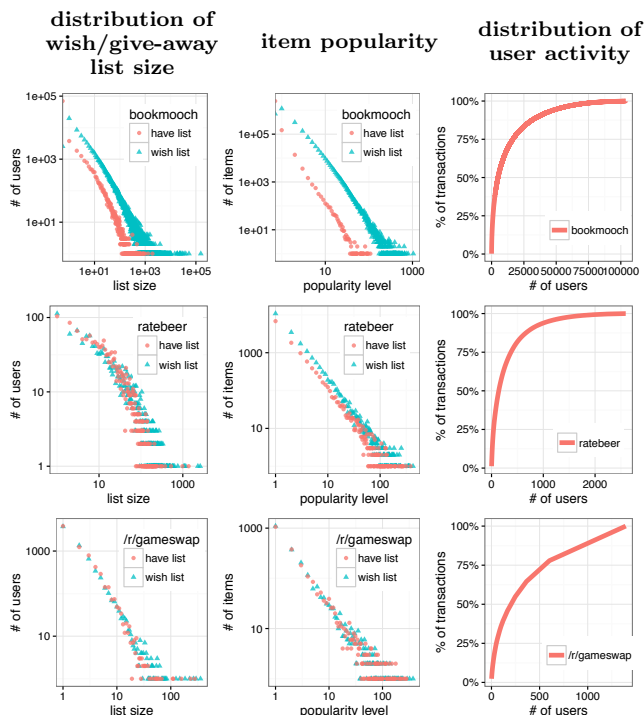 distribution of
wish/give-away
list size
item popularity
distribution of
user activity
1e+05
1e+03
1e+01
# of users
bookmooch
have list
wish list
1e+01 1e+03 1e+05
list size
1e+05
1e+03
1e+01
# of items
bookmooch
have list
wish list
10 1000
popularity level
100%
75%
50%
25%
0%
% of transactions
bookmooch
0 25000 50000 75000 100000
# of users
100
10
1
# of users
ratebeer
have list
wish list
10 1000
list size
1000
10
# of items
ratebeer
have list
wish list
1 10 100
popularity level
100%
75%
50%
25%
0%
% of transactions
ratebeer
0 1000 2000
# of users
1000
10
# of users
/r/gameswap
have list
wish list
1 10 100
list size
1000
10
# of items
/r/gameswap
have list
wish list
1 10 100
popularity level
100%
75%
50%
25%
0%
% of transactions
/r/gameswap
0 500 1000
# of users